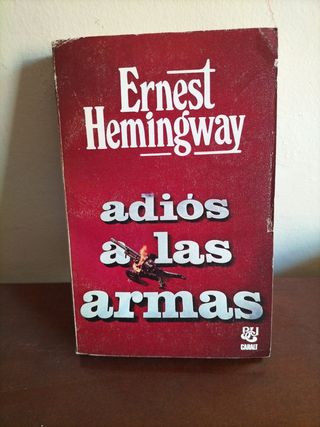 Ernest
Hemingway
adiós
a las
armas
CARALT